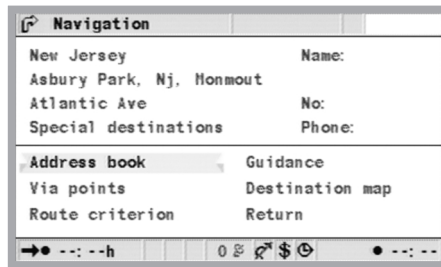 Navigation
New Jersey Name:
Asbury Park, Nj, Monmout
Atlantic Ave No:
Special destinations Phone:
Address book Guidance
Via points Destination map
Route criterion Return
--: --h 0 $ --: --